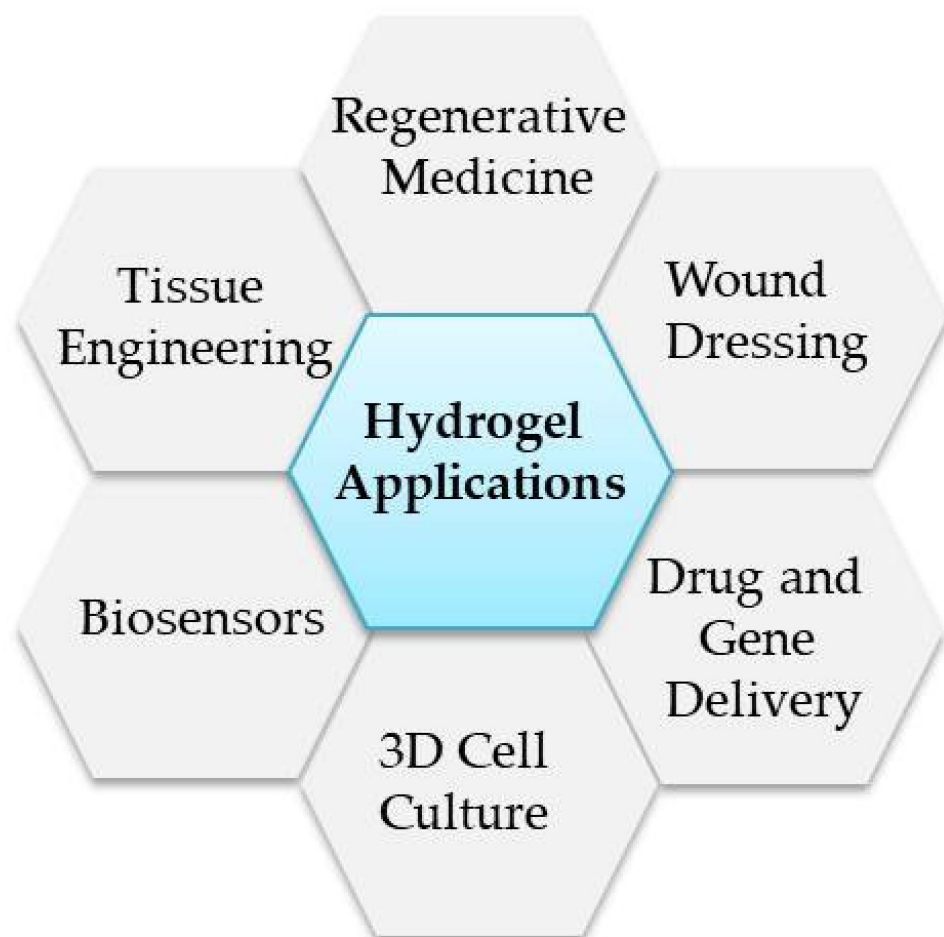 Regenerative
Medicine
Tissue
Engineering
Wound
Dressing
Hydrogel
Applications
Biosensors
Drug and
Gene
Delivery
3D Cell
Culture